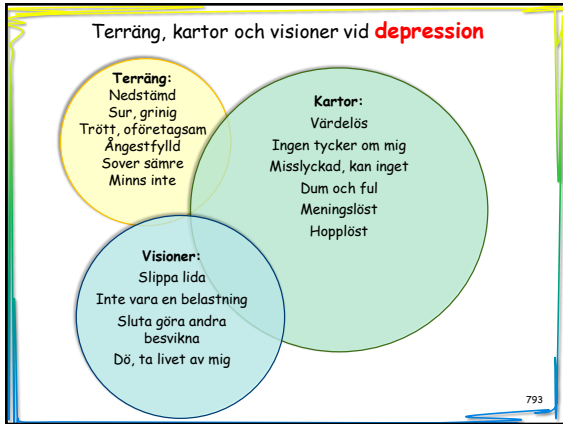 Terräng, kartor och visioner vid depression
Terräng:
Nedstämd
Sur, grinig
Trött, oföretagsam
Ångestfylld
Sover sämre
Minns inte
Kartor:
Värdelös
Ingen tycker om mig
Misslyckad, kan inget
Dum och ful
Meningslöst
Hopplöst
Visioner:
Slippa lida
Inte vara en belastning
Sluta göra andra
besvikna
Dö, ta livet av mig
793